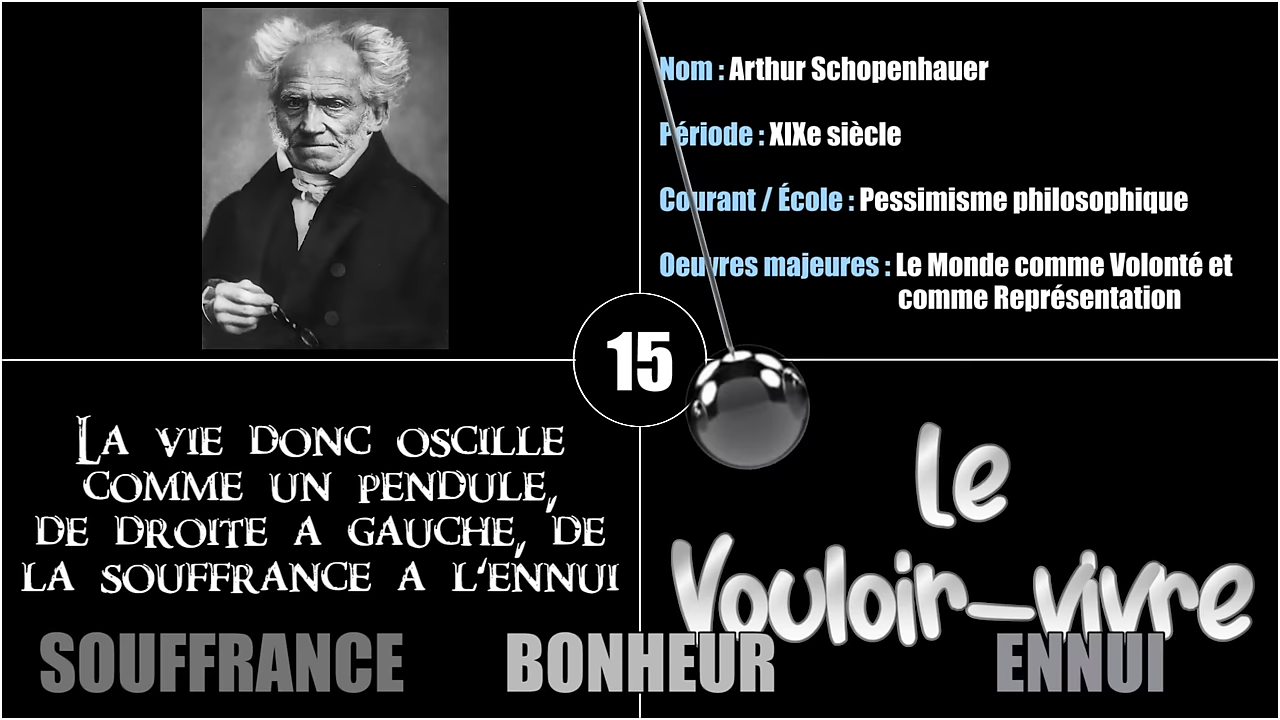 Nom : Arthur Schopenhauer
Période : XIXe siècle
Courant / École : Pessimisme philosophique
Oeuvres majeures : Le Monde comme Volonté et
comme Représentation
15
La vie donc oscille
comme un pendule,
de droite a gauche, de
la souffrance a l'ennui
Le
Vouloir-vivre
SOUFFRANCE BONHEUR ENNUI